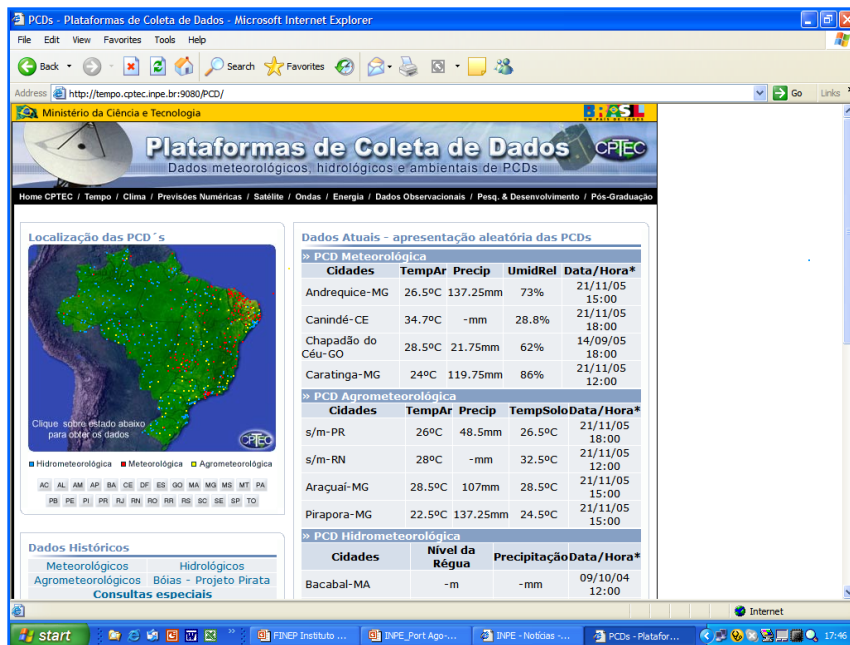 PCDs - Plataformas de Coleta de Dados - Microsoft Internet Explorer
File Edit View Favorites Tools Help
Back Search Favorites
Address http://tempo.cptec.inpe.br:9080/PCD/ Go Links
Ministério da Ciência e Tecnologia BRASIL
Plataformas de Coleta de Dados CPTEC
Dados meteorológicos, hidrológicos e ambientais de PCDs
Home CPTEC / Tempo / Clima / Previsões Numéricas / Satélite / Ondas / Energia / Dados Observacionais / Pesq. & Desenvolvimento / Pós-Graduação
Localização das PCD´s
Clique sobre estado abaixo
para obter os dados
CPTEC
Hidrometeorológica Meteorológica Agrometeorológica
AC AL AM AP BA CE DF ES GO MA MG MS MT PA
PB PE PI PR RJ RN RO RR RS SC SE SP TO
Dados Históricos
Meteorológicos Hidrológicos
Agrometeorológicos Bóias - Projeto Pirata
Consultas especiais
Dados Atuais - apresentação aleatória das PCDs
» PCD Meteorológica
Cidades TempAr Precip UmidRel Data/Hora*
Andrequice-MG 26.5ºC 137.25mm 73% 21/11/05 15:00
Canindé-CE 34.7ºC -mm 28.8% 21/11/05 18:00
Chapadão do Céu-GO 28.5ºC 21.75mm 62% 14/09/05 18:00
Caratinga-MG 24ºC 119.75mm 86% 21/11/05 12:00
» PCD Agrometeorológica
Cidades TempAr Precip TempSolo Data/Hora*
s/m-PR 26ºC 48.5mm 26.5ºC 21/11/05 18:00
s/m-RN 28ºC -mm 32.5ºC 21/11/05 12:00
Araçuaí-MG 28.5ºC 107mm 28.5ºC 21/11/05 15:00
Pirapora-MG 22.5ºC 137.25mm 24.5ºC 21/11/05 15:00
» PCD Hidrometeorológica
Cidades Nível da Régua Precipitação Data/Hora*
Bacabal-MA -m -mm 09/10/04 12:00
Internet
start FINEP Instituto ... INPE_Port Ago-... INPE - Notícias -... PCDs - Platafor... 17:46